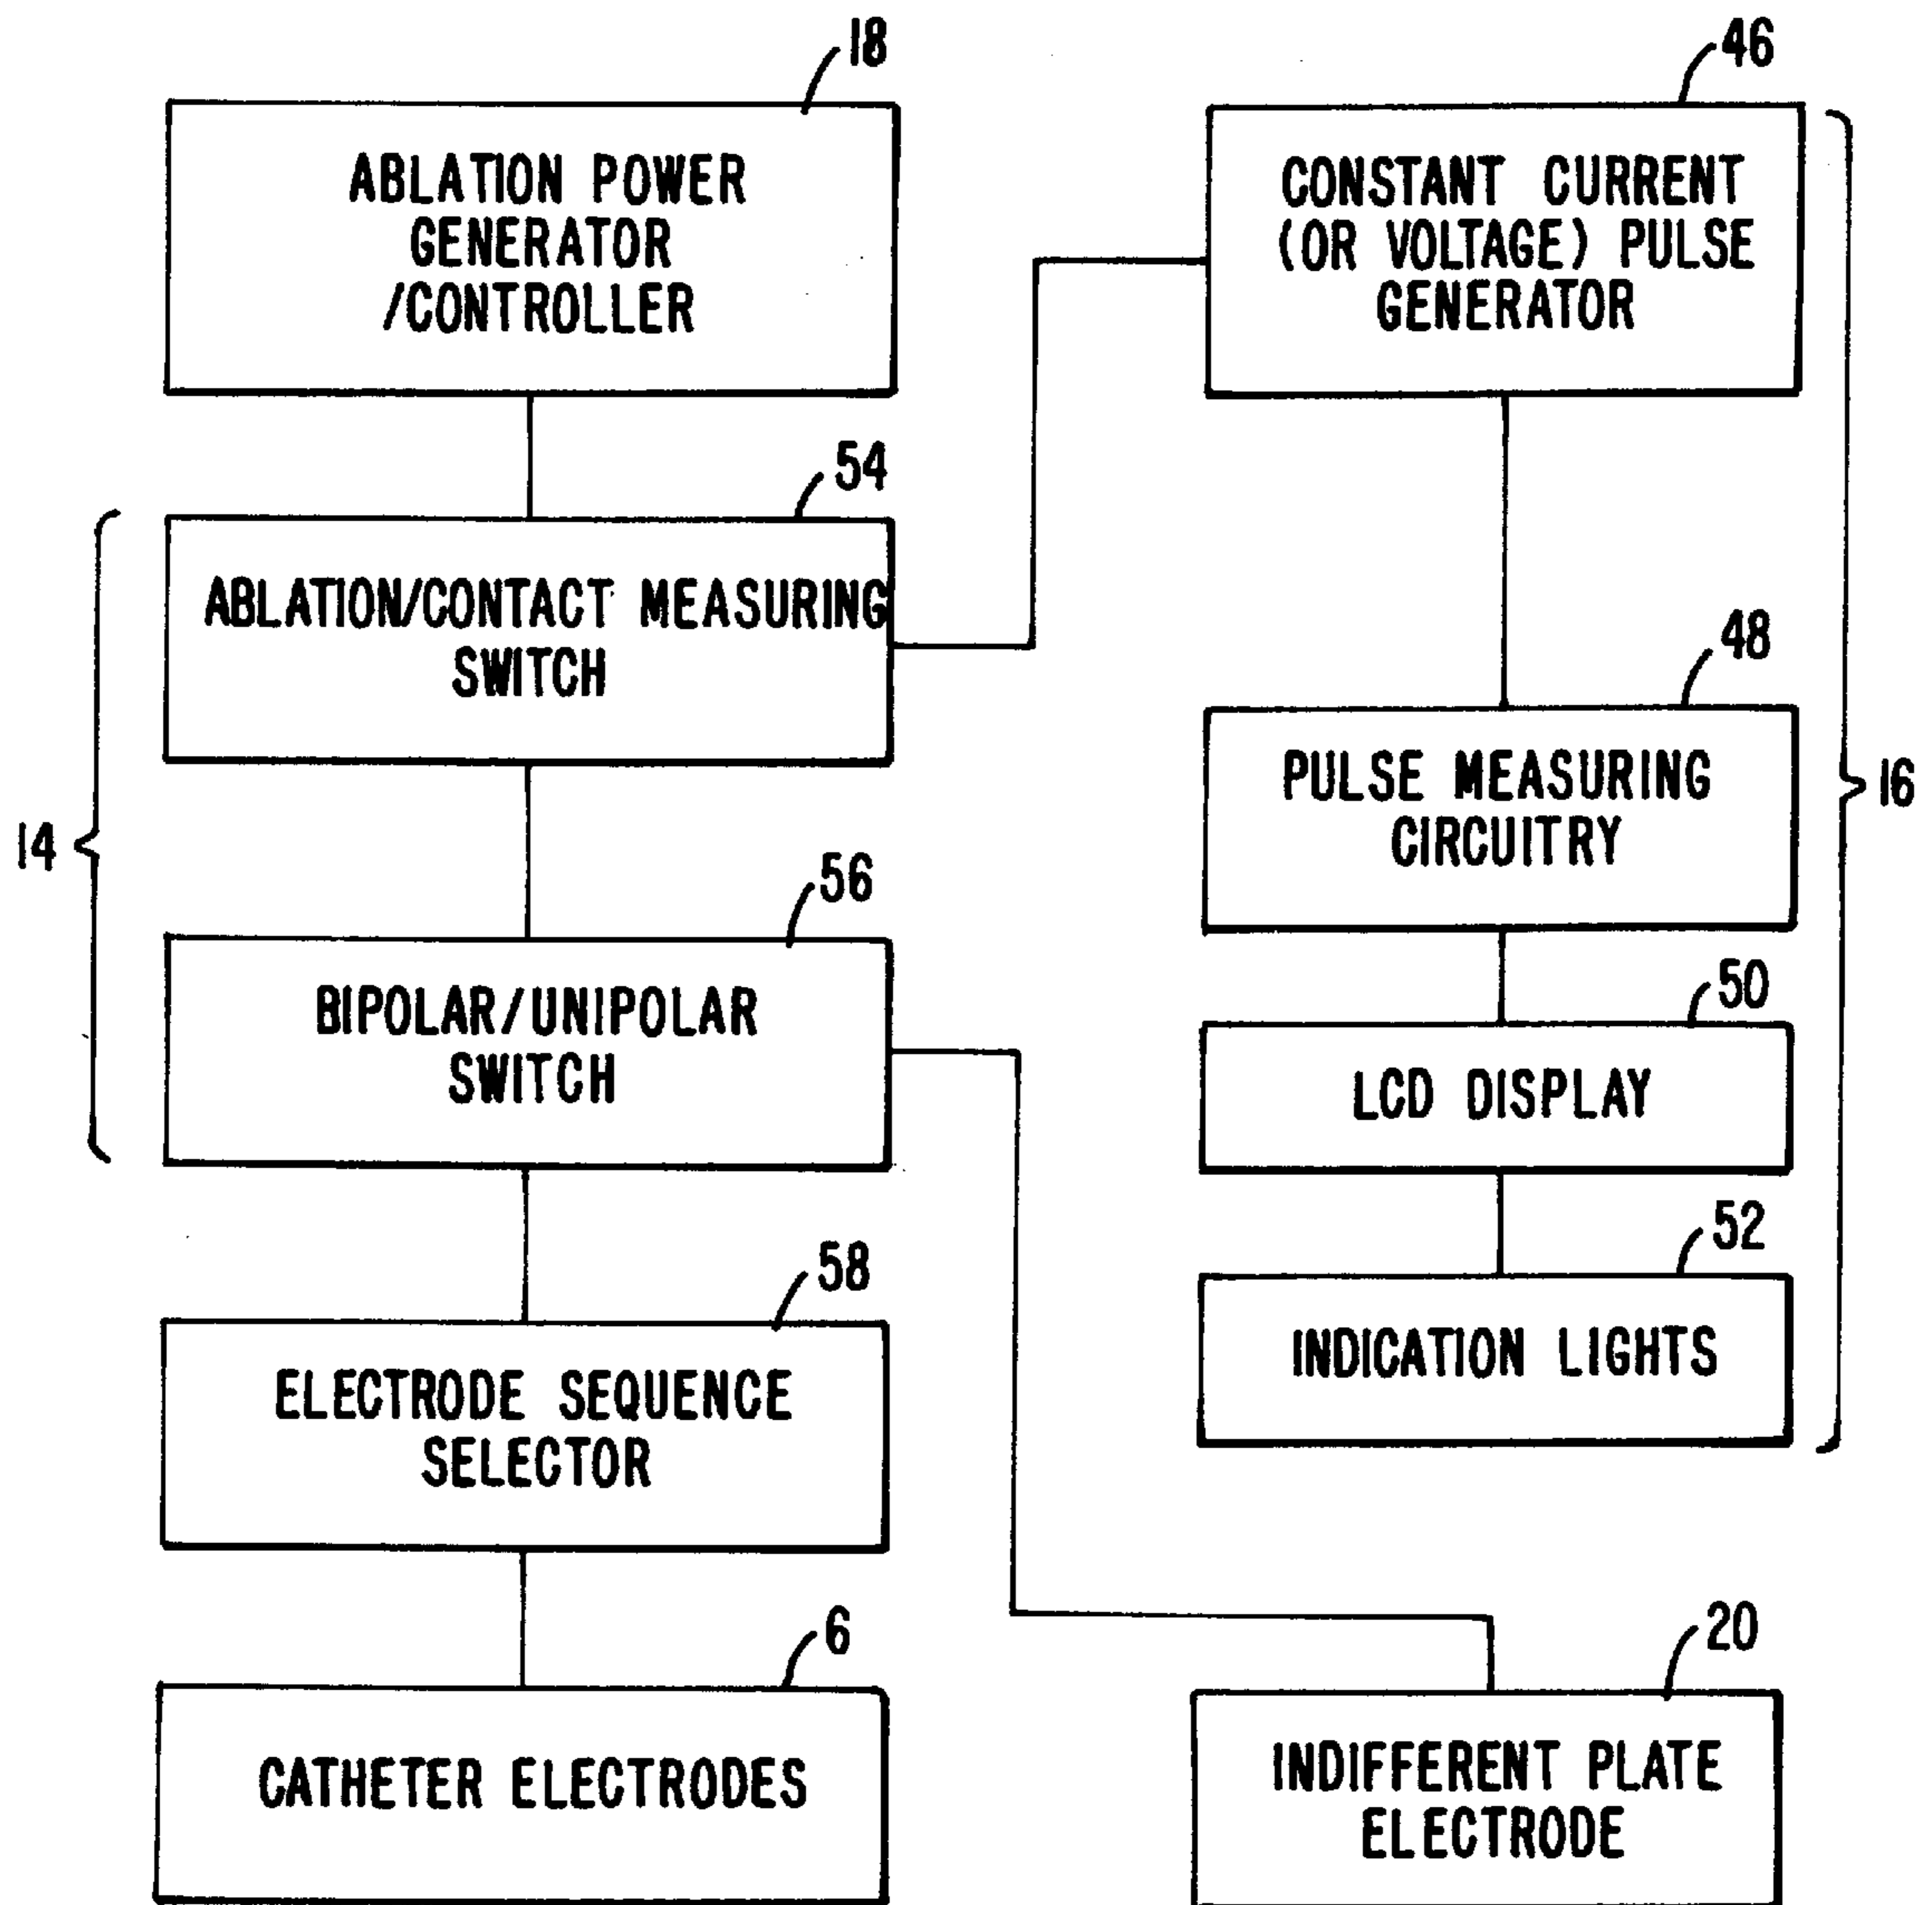 18
ABLATION POWER
GENERATOR
/CONTROLLER
54
ABLATION/CONTACT MEASURING
SWITCH
14
56
BIPOLAR/UNIPOLAR
SWITCH
58
ELECTRODE SEQUENCE
SELECTOR
6
CATHETER ELECTRODES
46
CONSTANT CURRENT
(OR VOLTAGE) PULSE
GENERATOR
48
PULSE MEASURING
CIRCUITRY
16
50
LCD DISPLAY
52
INDICATION LIGHTS
20
INDIFFERENT PLATE
ELECTRODE